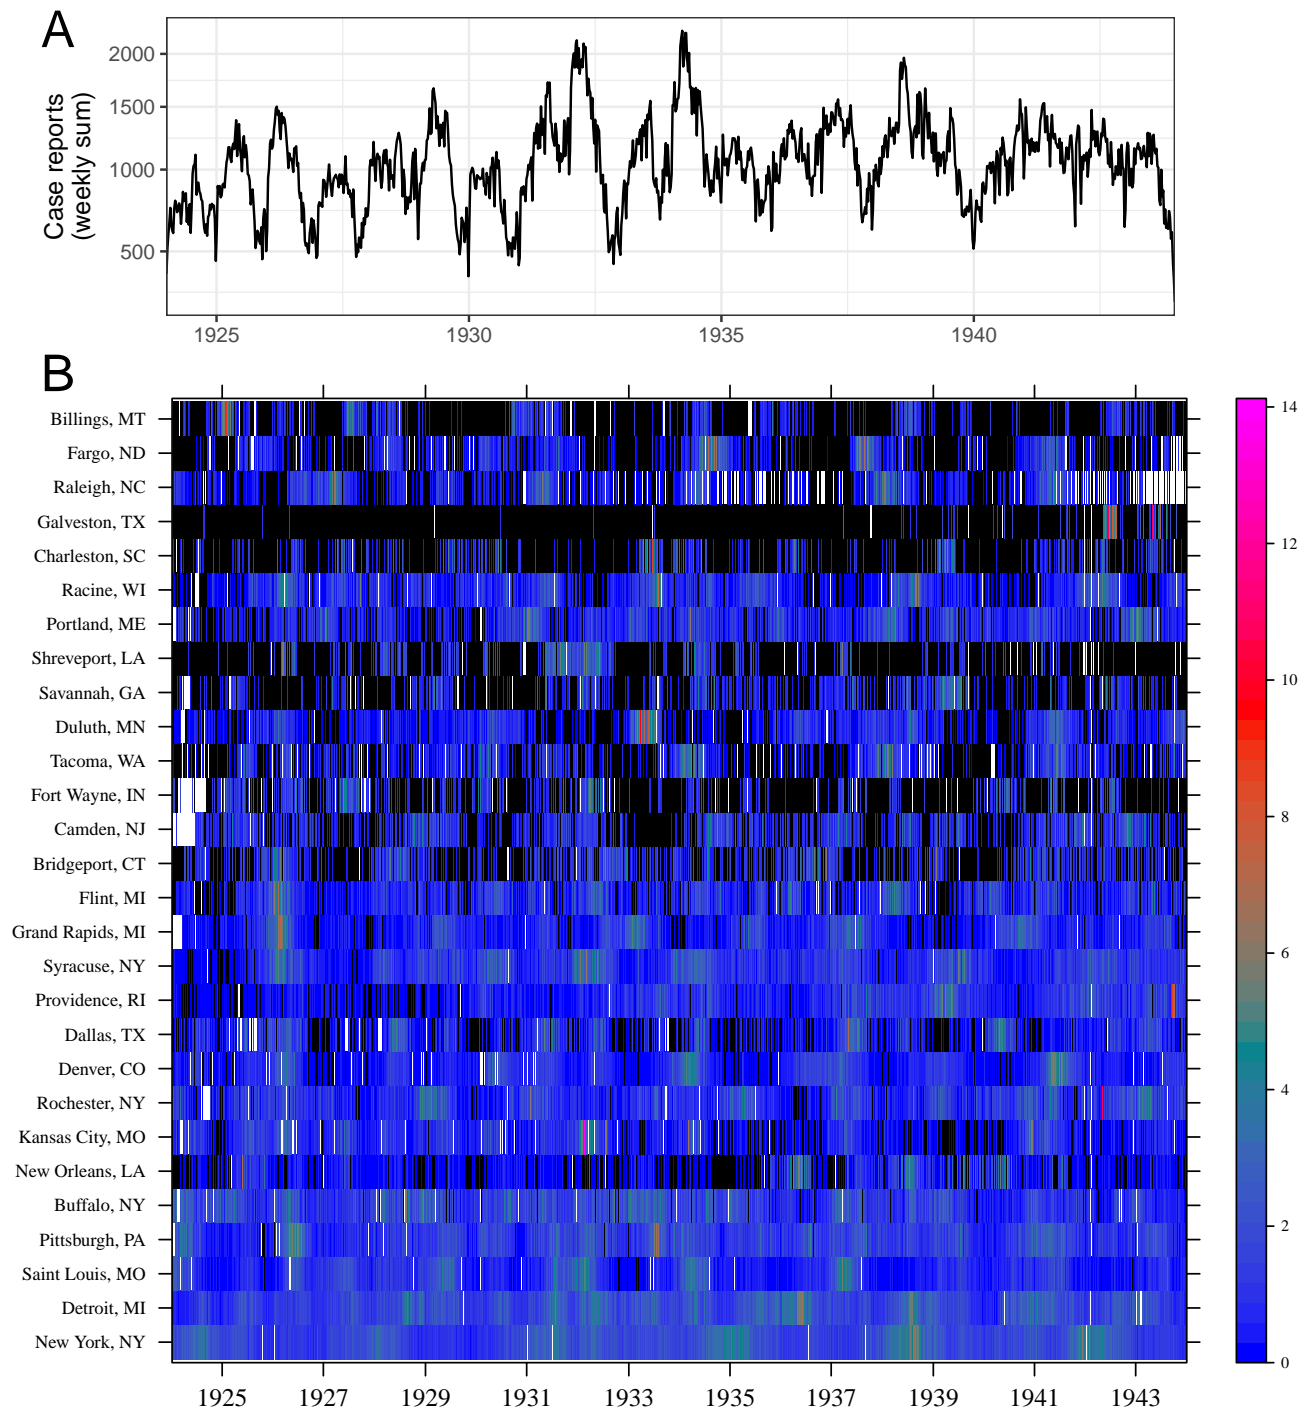 A
Case reports
(weekly sum)
2000
1500
1000
500
1925 1930 1935 1940
B
Billings, MT
Fargo, ND
Raleigh, NC
Galveston, TX
Charleston, SC
Racine, WI
Portland, ME
Shreveport, LA
Savannah, GA
Duluth, MN
Tacoma, WA
Fort Wayne, IN
Camden, NJ
Bridgeport, CT
Flint, MI
Grand Rapids, MI
Syracuse, NY
Providence, RI
Dallas, TX
Denver, CO
Rochester, NY
Kansas City, MO
New Orleans, LA
Buffalo, NY
Pittsburgh, PA
Saint Louis, MO
Detroit, MI
New York, NY
1925 1927 1929 1931 1933 1935 1937 1939 1941 1943
14
12
10
8
6
4
2
0